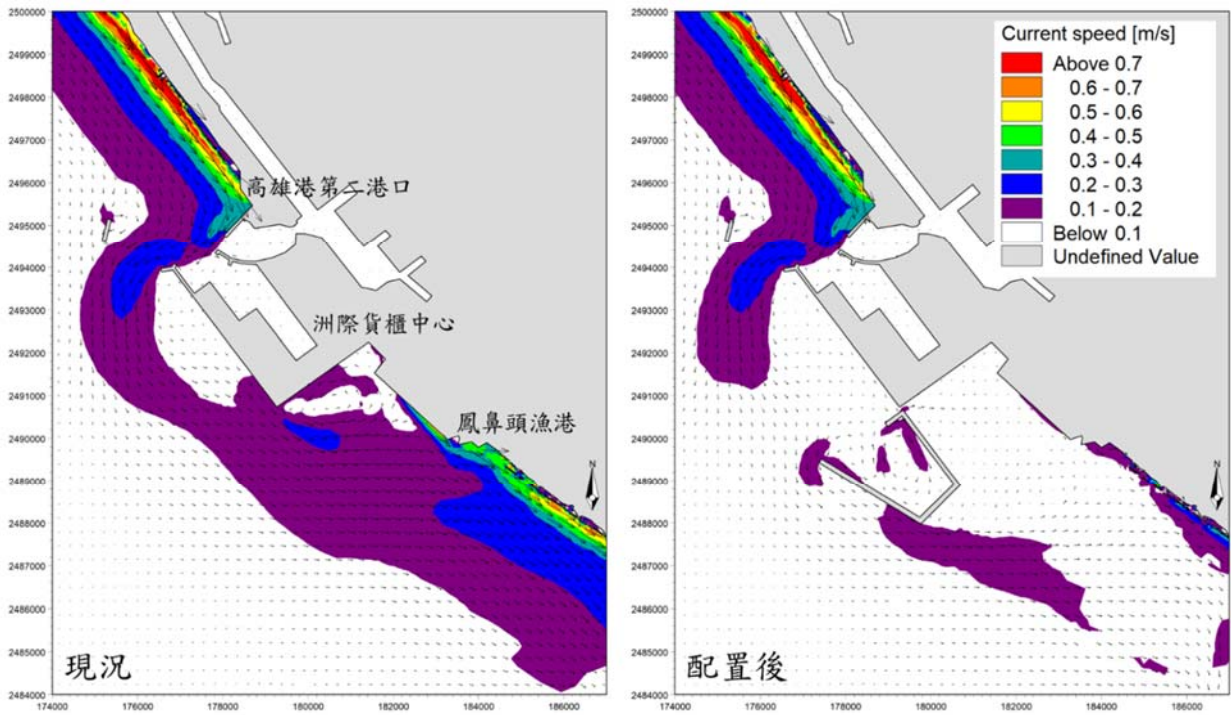 2500000
2499000
2498000
2497000
2496000
2495000
2494000
2493000
2492000
2491000
2490000
2489000
2488000
2487000
2486000
2485000
2484000
174000
176000
178000
180000
182000
184000
186000
高雄港第二港口
洲際貨櫃中心
鳳鼻頭漁港
N
現況
2500000
2499000
2498000
2497000
2496000
2495000
2494000
2493000
2492000
2491000
2490000
2489000
2488000
2487000
2486000
2485000
2484000
174000
176000
178000
180000
182000
184000
186000
Current speed [m/s]
Above 0.7
0.6 - 0.7
0.5 - 0.6
0.4 - 0.5
0.3 - 0.4
0.2 - 0.3
0.1 - 0.2
Below 0.1
Undefined Value
N
配置後